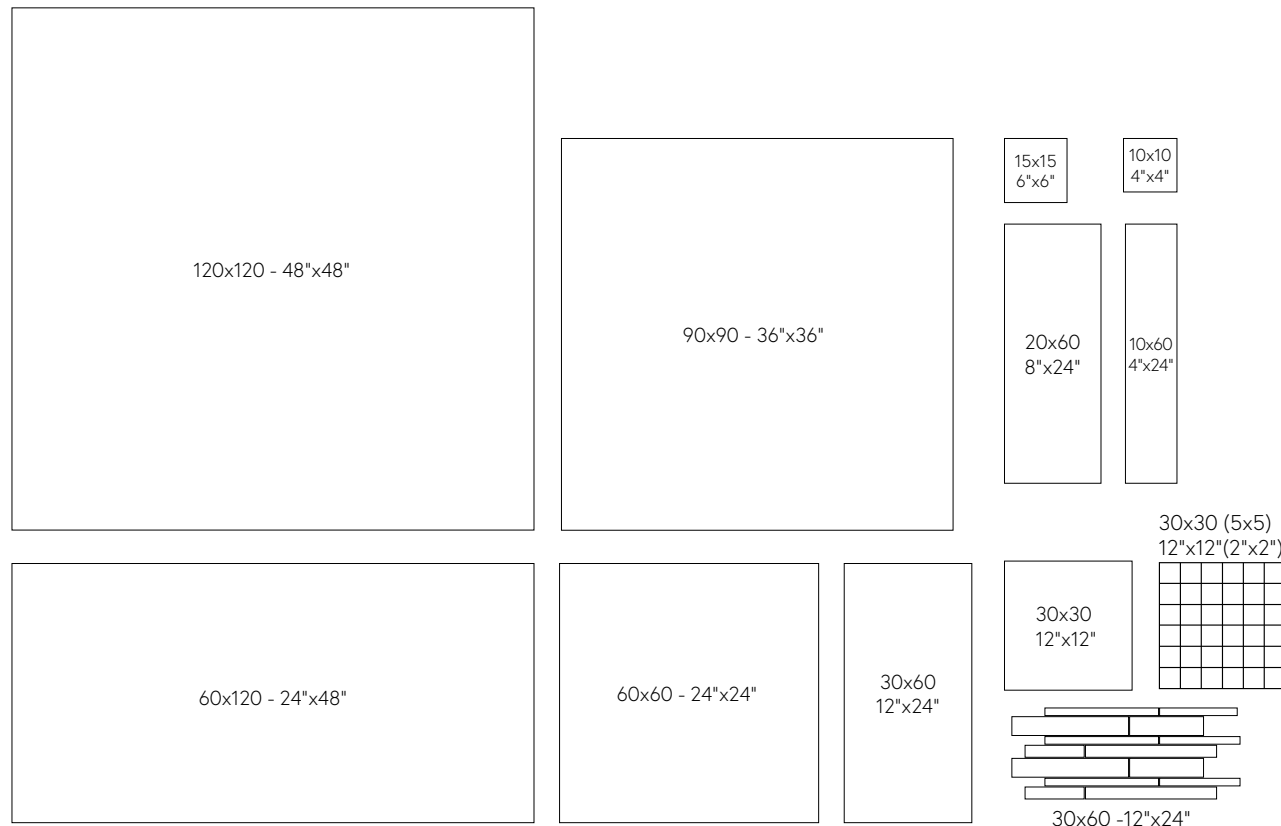 120x120 - 48"x48"
90x90 - 36"x36"
15x15
6"x6"
10x10
4"x4"
20x60
8"x24"
10x60
4"x24"
60x120 - 24"x48"
60x60 - 24"x24"
30x60
12"x24"
30x30
12"x12"
30x30 (5x5)
12"x12"(2"x2")
30x60 -12"x24"